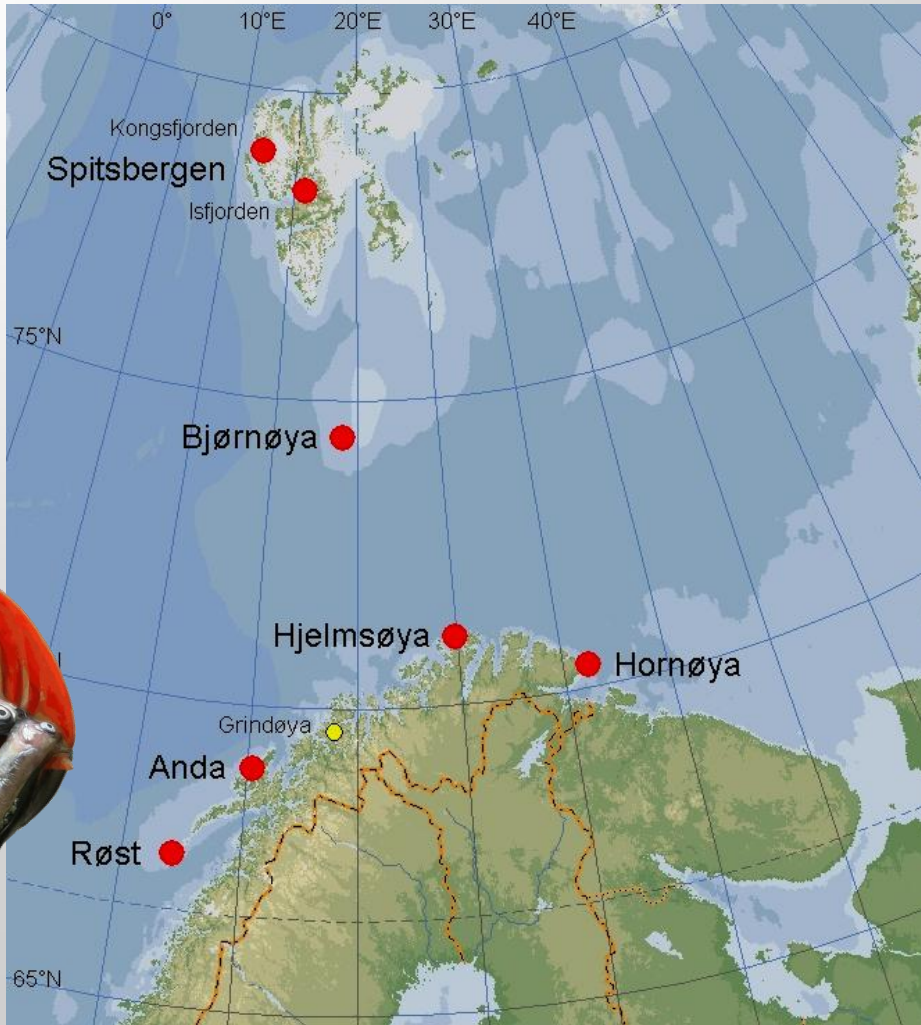 0° 10°E 20°E 30°E 40°E
Kongsfjorden
Spitsbergen
Isfjorden
75°N
Bjørnøya
Hjelmsøya
Hornøya
Grindøya
Anda
Røst
65°N